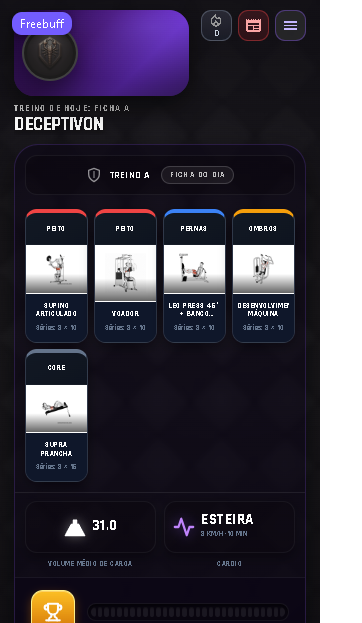 Freebuff
0
TREINO DE HOJE: FICHA A
DECEPTIVON
TREINO A
FICHA DO DIA
PEITO
PEITO
PERNAS
OMBROS
SUPINO ARTICULADO
Séries: 3 × 10
VOADOR
Séries: 3 × 10
LEG PRESS 45° + BANCO...
Séries: 3 × 10
DESENVOLVIMEN MÁQUINA
Séries: 3 × 10
CORE
SUPRA PRANCHA
Séries: 3 × 15
31.0
ESTEIRA
8 KM/H · 10 MIN
VOLUME MÉDIO DE CARGA
CARDIO